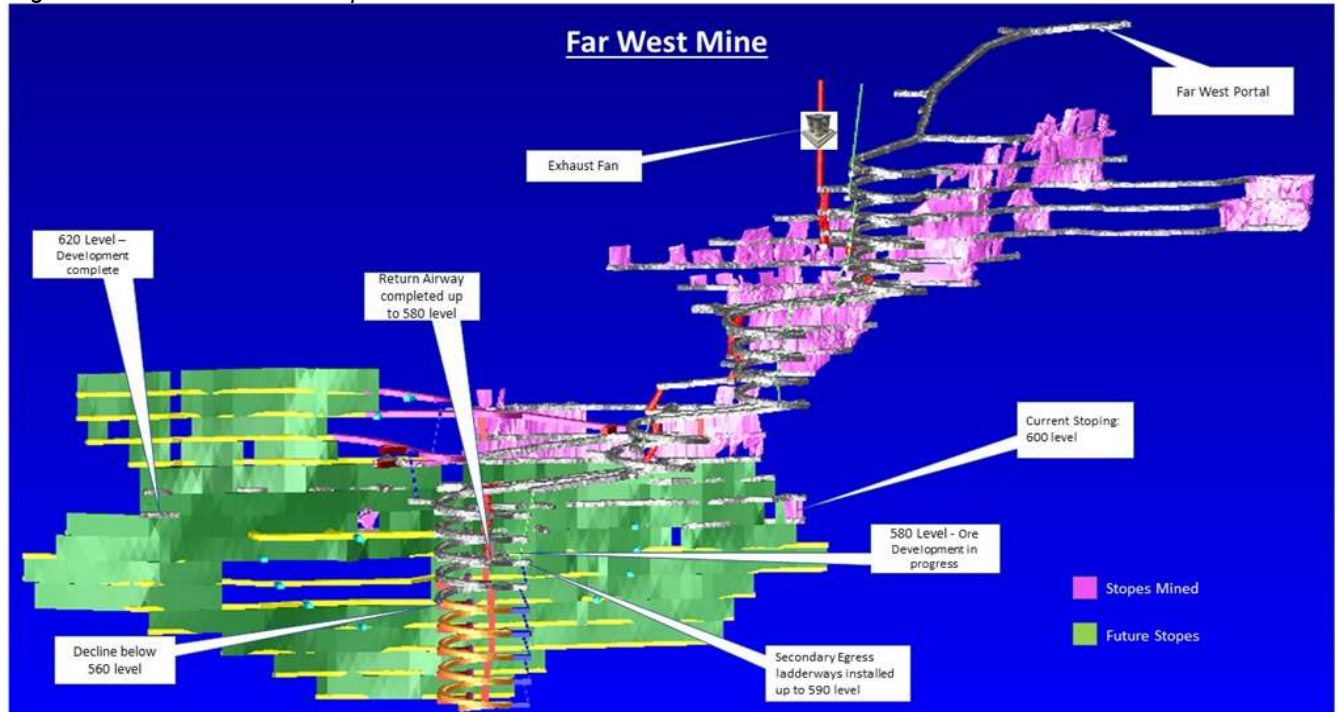 Far West Mine
Far West Portal
Exhaust Fan
620 Level –
Development
complete
Return Airway
completed up
to 580 level
Current Stoping:
600 level
580 Level - Ore
Development in
progress
Stopes Mined
Future Stopes
Decline below
560 level
Secondary Egress
ladderways installed
up to 590 level